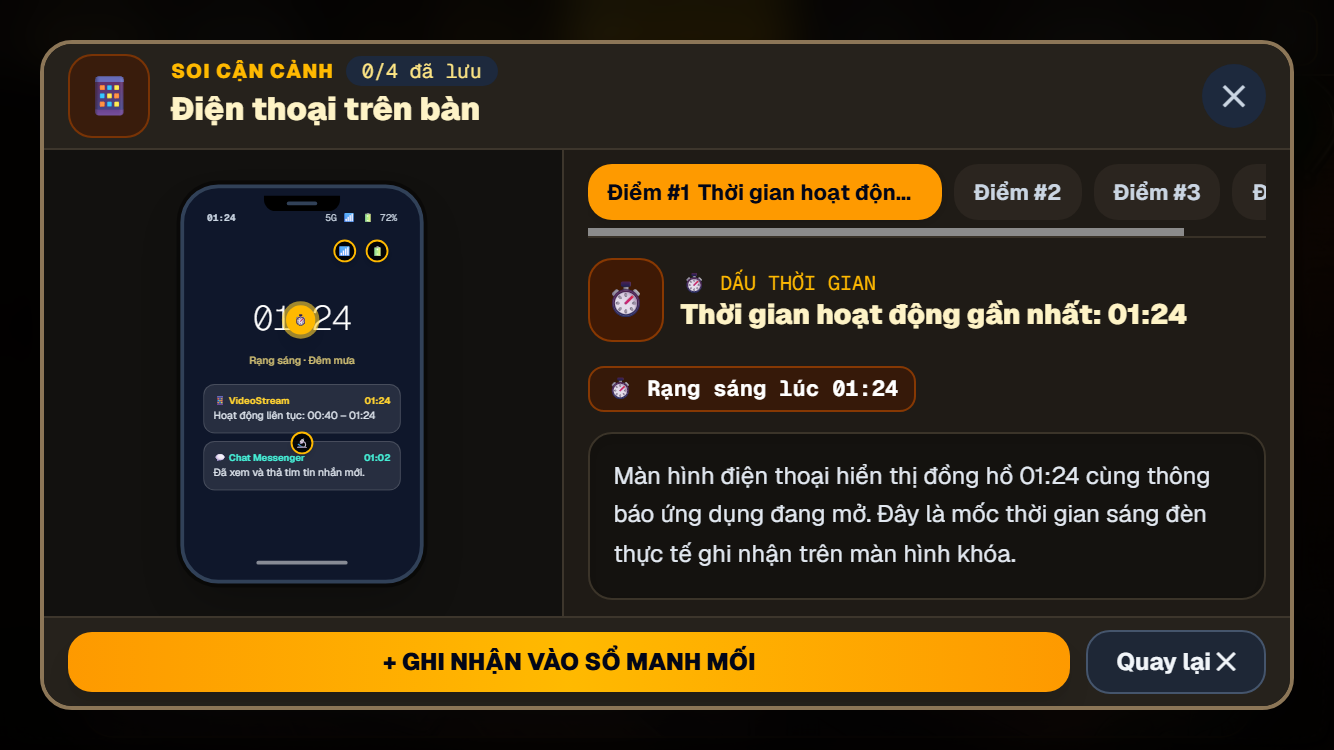 SOI CẬN CẢNH 0/4 đã lưu
Điện thoại trên bàn
01:24 5G 72%
01:24
Rạng sáng · Đêm mưa
VideoStream 01:24
Hoạt động liên tục: 00:40 – 01:24
Chat Messenger 01:02
Đã xem và thả tim tin nhắn mới.
Điểm #1 Thời gian hoạt độn... Điểm #2 Điểm #3 Đ
DẤU THỜI GIAN
Thời gian hoạt động gần nhất: 01:24
Rạng sáng lúc 01:24
Màn hình điện thoại hiển thị đồng hồ 01:24 cùng thông
báo ứng dụng đang mở. Đây là mốc thời gian sáng đèn
thực tế ghi nhận trên màn hình khóa.
+ GHI NHẬN VÀO SỔ MANH MỐI
Quay lại